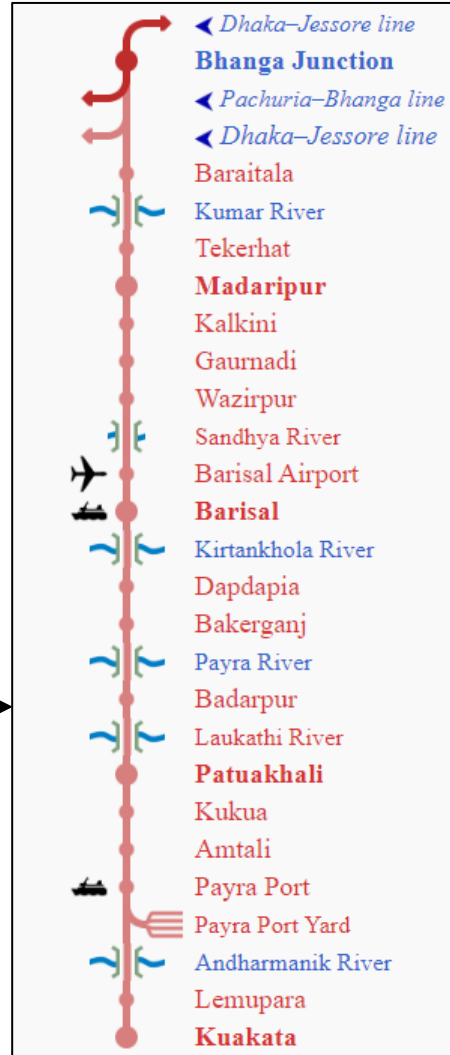 Dhaka–Jessore line
Bhanga Junction
Pachuria–Bhanga line
Dhaka–Jessore line
Baraitala
Kumar River
Tekerhat
Madaripur
Kalkini
Gaurnadi
Wazirpur
Sandhya River
Barisal Airport
Barisal
Kirtankhola River
Dapdapia
Bakerganj
Payra River
Badarpur
Laukathi River
Patuakhali
Kukua
Amtali
Payra Port
Payra Port Yard
Andharmanik River
Lemupara
Kuakata